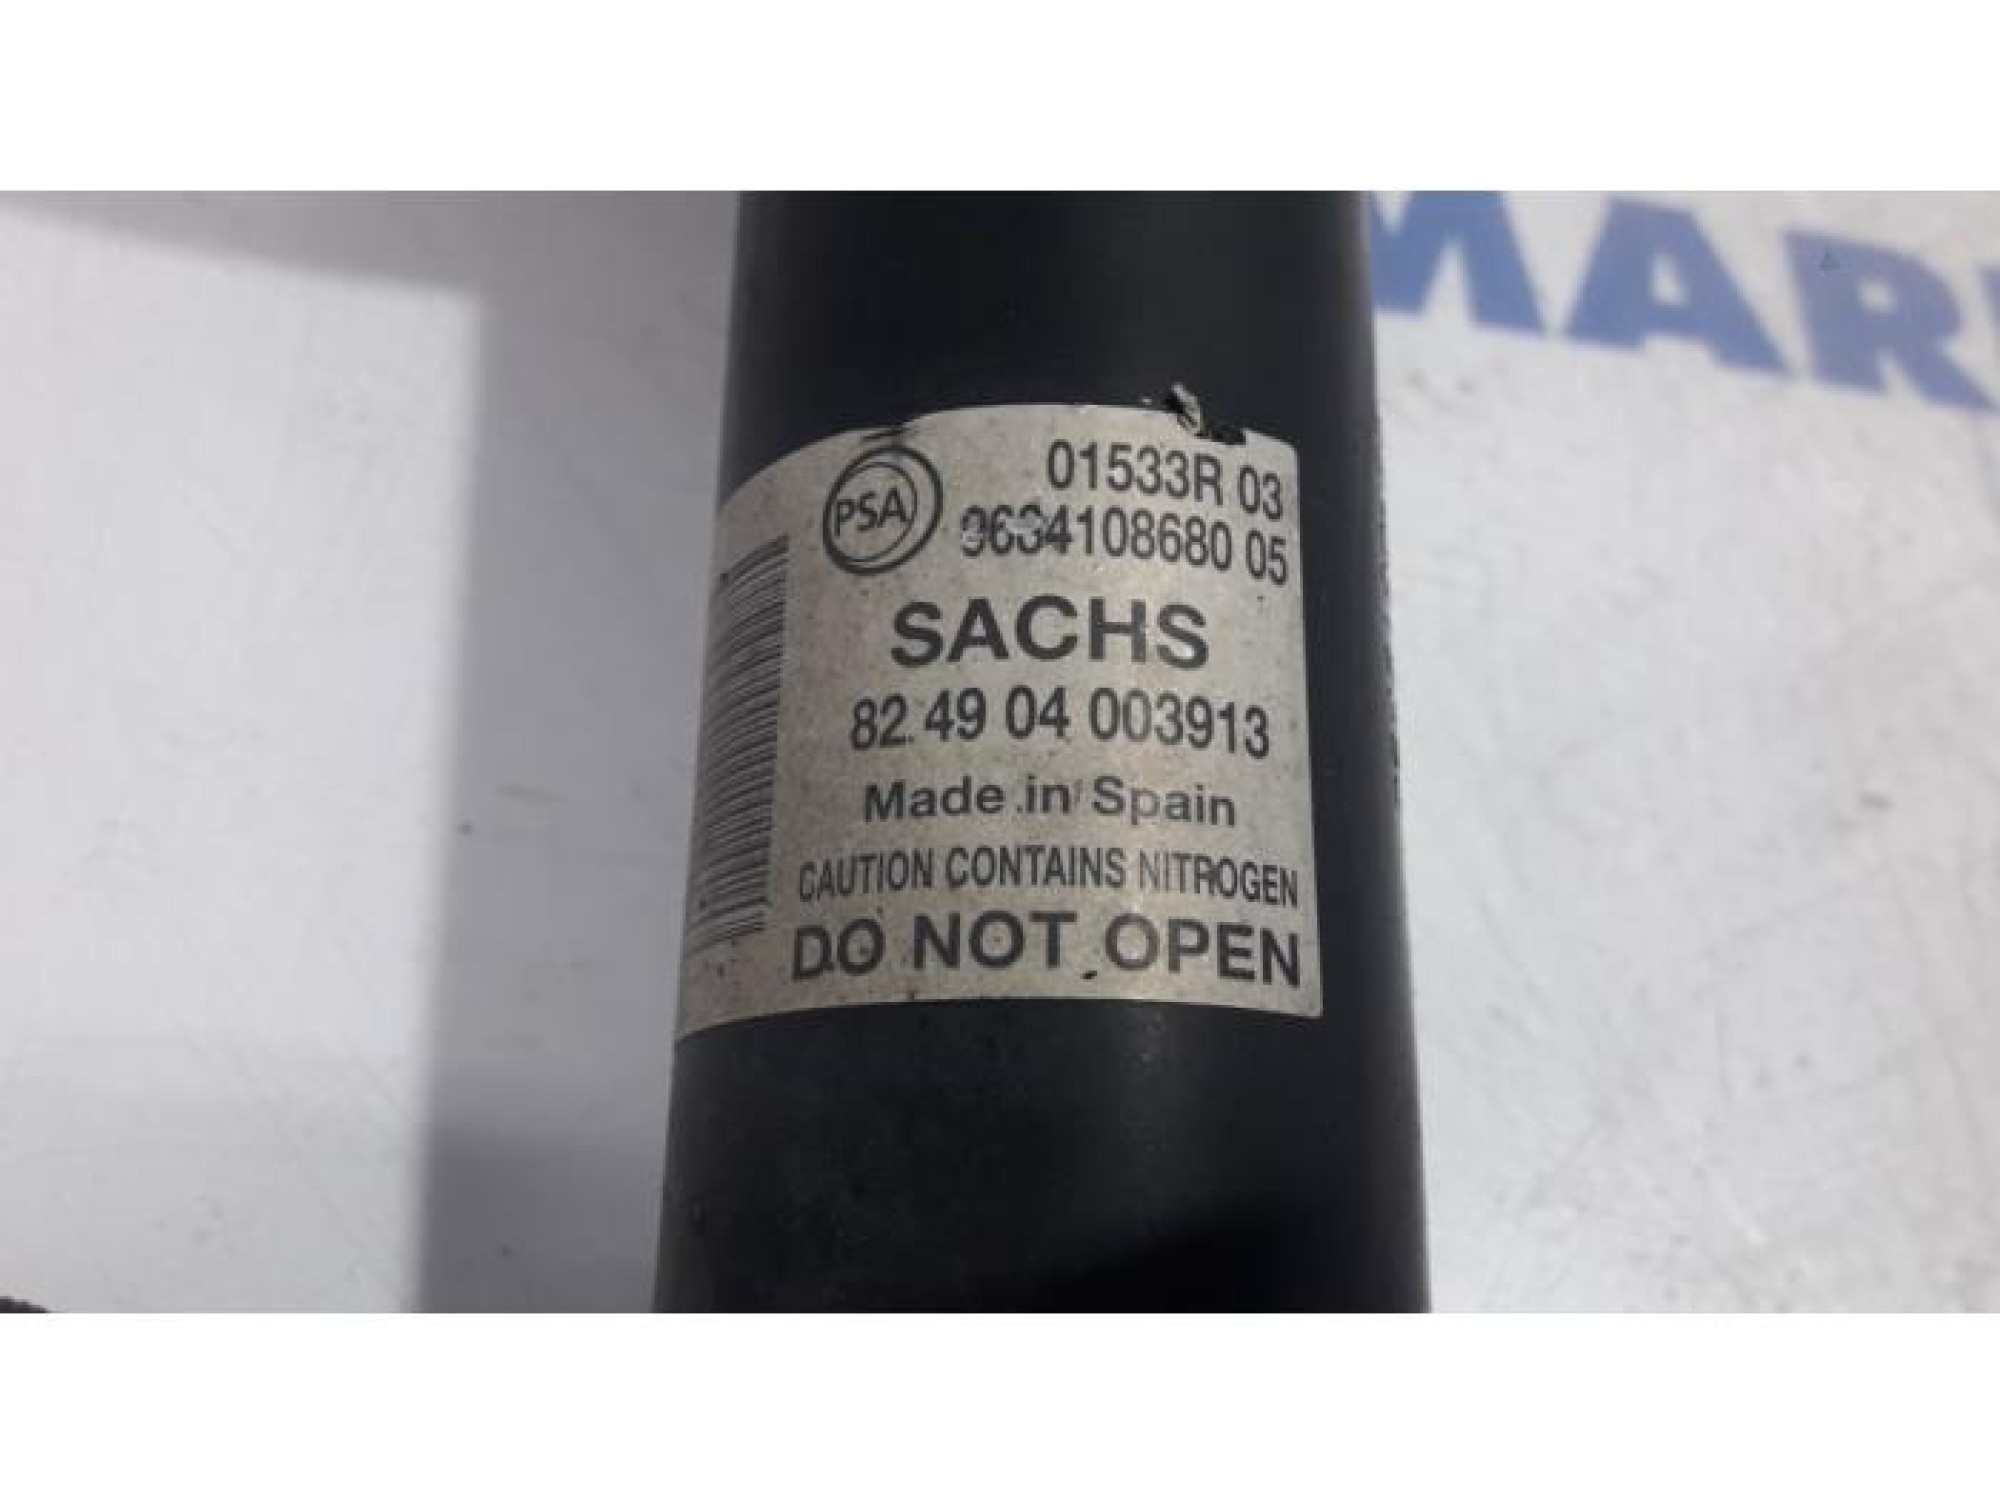 MAR
PSA
01533R 03
9634108680 05
SACHS
82 49 04 003913
Made in Spain
CAUTION CONTAINS NITROGEN
DO NOT OPEN